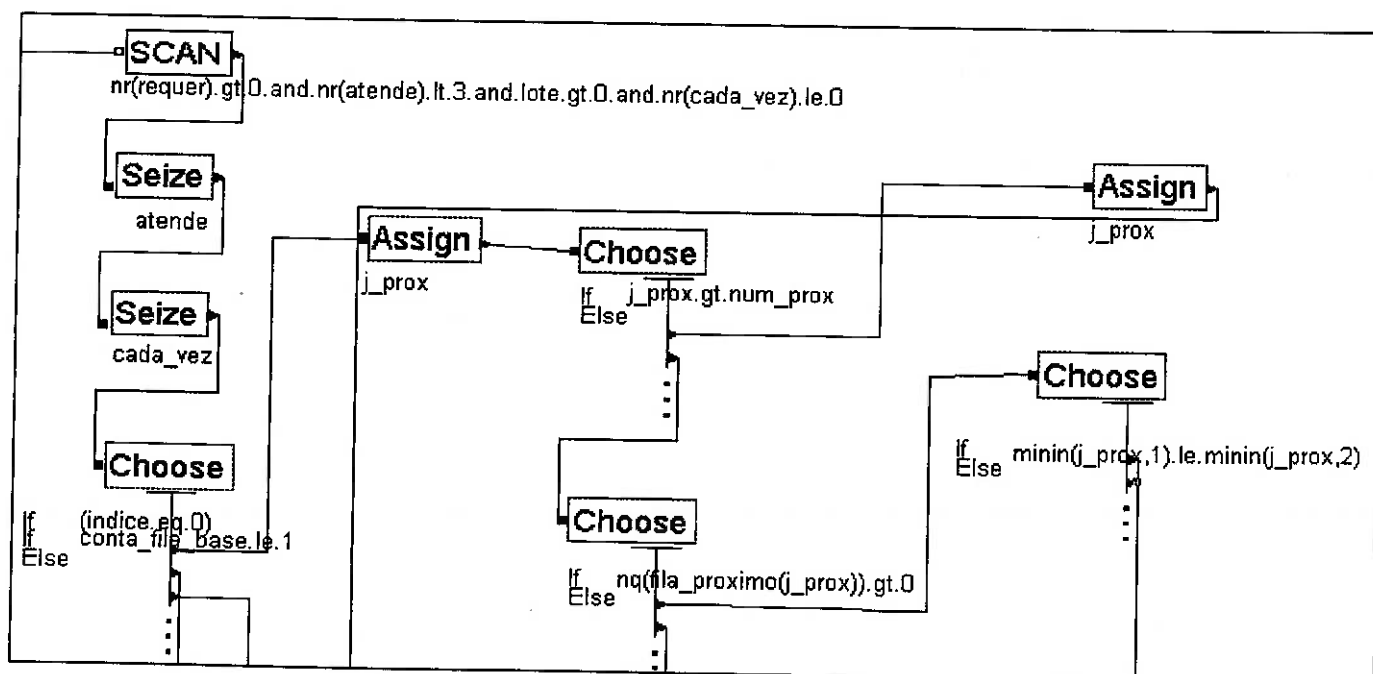 SCAN
nr(requer).gt.0.and.nr(atende).lt.3.and.lote.gt.0.and.nr(cada_vez).le.0
Seize
atende
Assign
j_prox
Assign
j_prox
Choose
If j_prox.gt.num_prox
Else
Seize
cada_vez
Choose
If minin(j_prox,1).le.minin(j_prox,2)
Else
Choose
If (indice.eq.0)
If conta_file_base.le.1
Else
Choose
If nq(fila_proximo(j_prox)).gt.0
Else